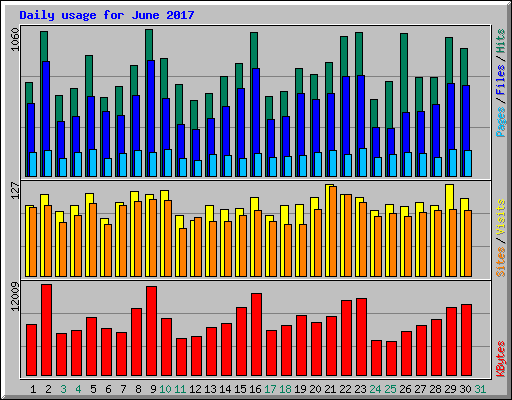 Daily usage for June 2017
1060
Pages/Files/Hits
127
Sites/Visits
12009
KBytes
1 2 3 4 5 6 7 8 9 10 11 12 13 14 15 16 17 18 19 20 21 22 23 24 25 26 27 28 29 30 31